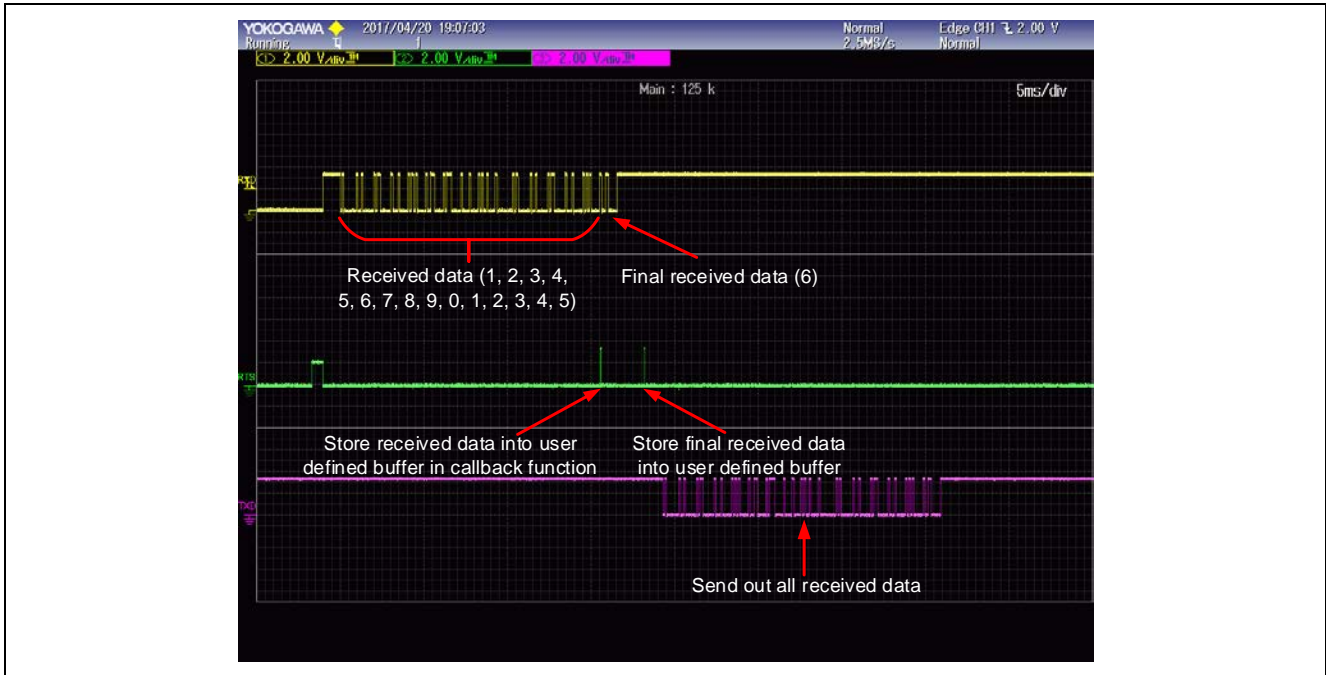 YOKOGAWA 2017/04/20 19:07:03 Normal Edge CH1 2.00 V
Running 2.5MS/s Normal
2.00 V/div 2.00 V/div 2.00 V/div
Main : 125 k 5ms/div
Received data (1, 2, 3, 4,
5, 6, 7, 8, 9, 0, 1, 2, 3, 4, 5)
Final received data (6)
RTS
Store received data into user
defined buffer in callback function
Store final received data
into user defined buffer
TXD
Send out all received data